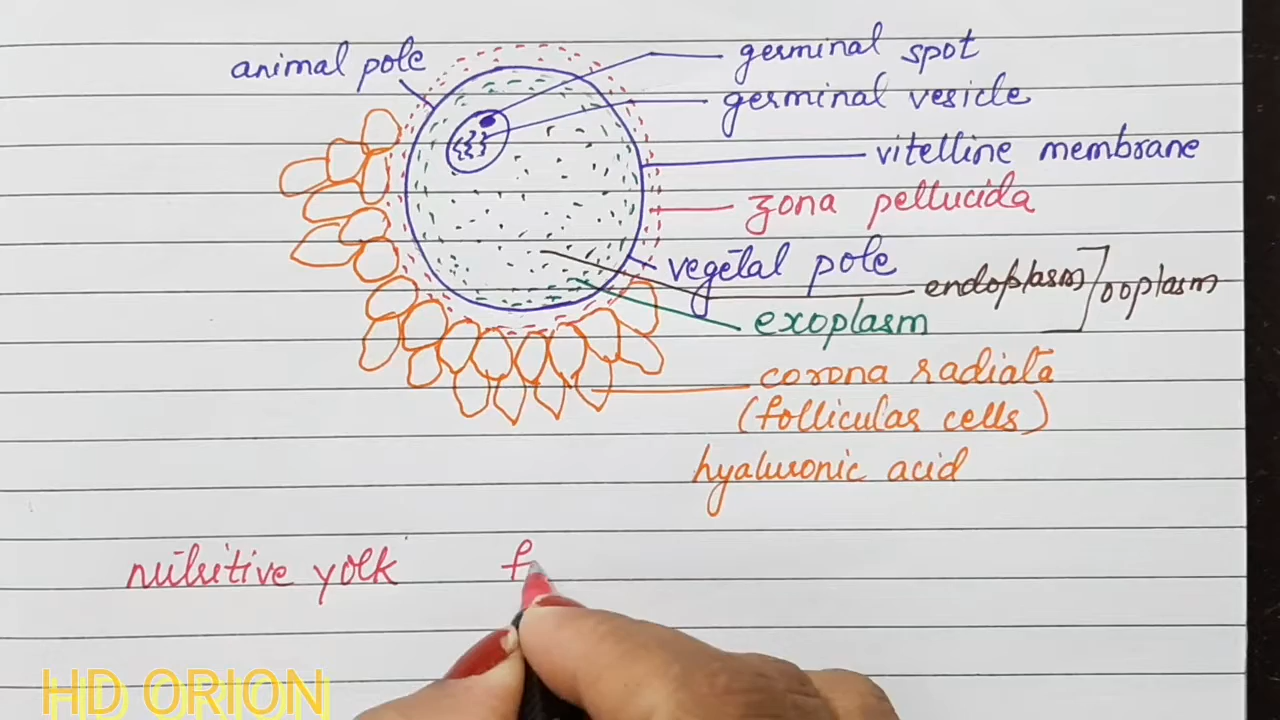 animal pole
germinal spot
germinal vesicle
vitelline membrane
zona pellucida
vegetal pole
endoplasm
ooplasm
exoplasm
corona radiata
(follicular cells)
hyaluronic acid
nutritive yolk f
HD ORION